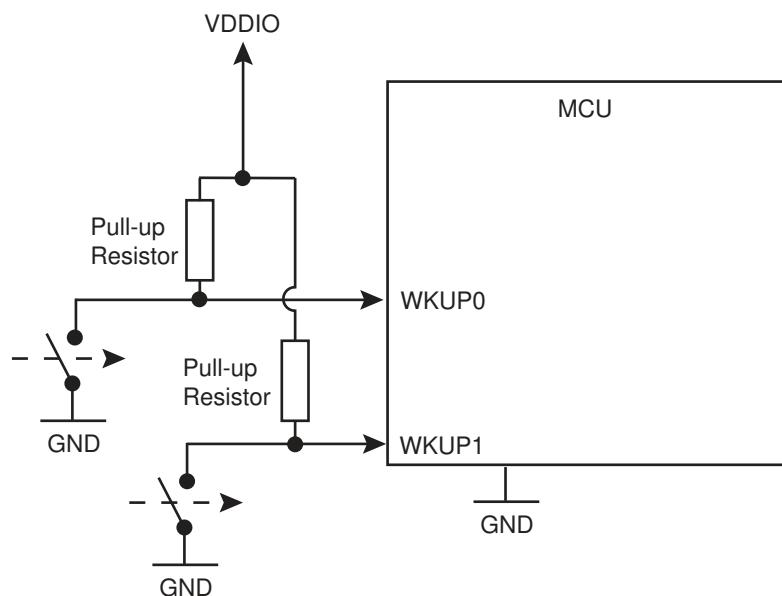 VDDIO
MCU
Pull-up
Resistor
WKUP0
Pull-up
Resistor
GND
WKUP1
GND
GND